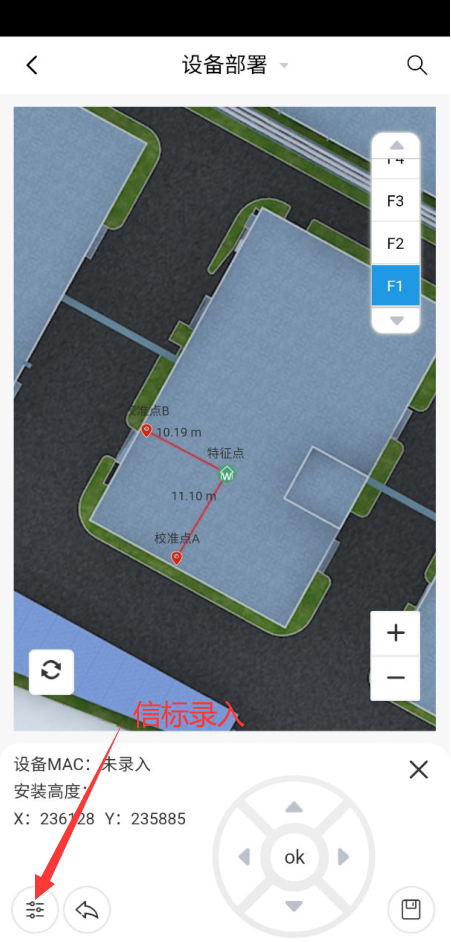 设备部署
F4
F3
F2
F1
校准点B
10.19 m
特征点
11.10 m
校准点A
信标录入
设备MAC：未录入
安装高度：
X：236128 Y：235885
ok